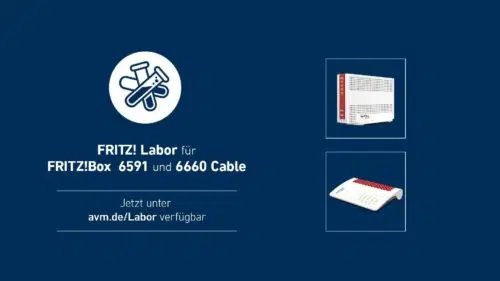 FRITZ! Labor für
FRITZ!Box 6591 und 6660 Cable
Jetzt unter
avm.de/Labor verfügbar